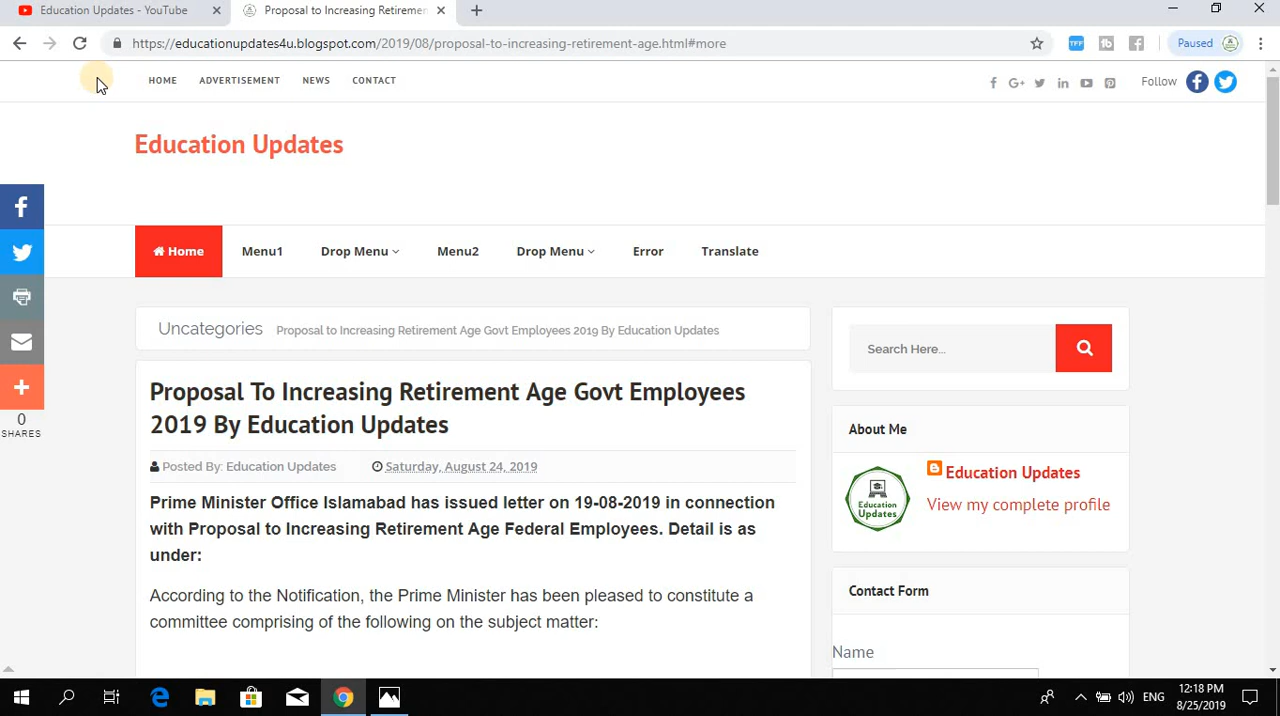 Education Updates - YouTube
Proposal to Increasing Retiremen
https://educationupdates4u.blogspot.com/2019/08/proposal-to-increasing-retirement-age.html#more
TFF
Paused
HOME ADVERTISEMENT NEWS CONTACT
Follow
Education Updates
Home Menu1 Drop Menu Menu2 Drop Menu Error Translate
0
SHARES
Uncategories Proposal to Increasing Retirement Age Govt Employees 2019 By Education Updates
Search Here...
Proposal To Increasing Retirement Age Govt Employees
2019 By Education Updates
Posted By: Education Updates Saturday, August 24, 2019
Prime Minister Office Islamabad has issued letter on 19-08-2019 in connection
with Proposal to Increasing Retirement Age Federal Employees. Detail is as
under:
According to the Notification, the Prime Minister has been pleased to constitute a
committee comprising of the following on the subject matter:
About Me
Education
Updates
Education Updates
View my complete profile
Contact Form
Name
ENG
12:18 PM
8/25/2019